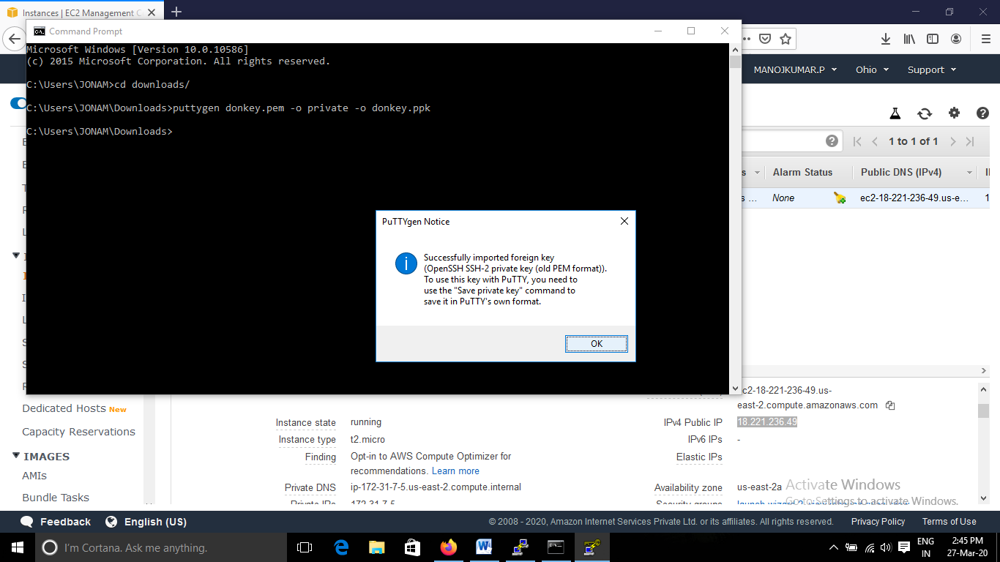 Instances | EC2 Management C
Command Prompt
Microsoft Windows [Version 10.0.10586]
(c) 2015 Microsoft Corporation. All rights reserved.
C:\Users\JONAM>cd downloads/
C:\Users\JONAM\Downloads>puttygen donkey.pem -o private -o donkey.ppk
C:\Users\JONAM\Downloads>
MANOJKUMAR.P
Ohio
Support
1 to 1 of 1
Alarm Status
Public DNS (IPv4)
None
ec2-18-221-236-49.us-e...
PuTTYgen Notice
Successfully imported foreign key
(OpenSSH SSH-2 private key (old PEM format)).
To use this key with PuTTY, you need to
use the "Save private key" command to
save it in PuTTY's own format.
OK
Dedicated Hosts New
Capacity Reservations
IMAGES
AMIs
Bundle Tasks
Instance state running
Instance type t2.micro
Finding Opt-in to AWS Compute Optimizer for
recommendations. Learn more
Private DNS ip-172-31-7-5.us-east-2.compute.internal
Private IPs 172-31-7-5
c2-18-221-236-49.us-
east-2.compute.amazonaws.com
IPv4 Public IP 18.221.236.49
IPv6 IPs -
Elastic IPs
Availability zone us-east-2a
Security groups
Activate Windows
Go to Settings to activate Windows.
Feedback
English (US)
© 2008 - 2020, Amazon Internet Services Private Ltd. or its affiliates. All rights reserved.
Privacy Policy
Terms of Use
I'm Cortana. Ask me anything.
ENG
IN
2:45 PM
27-Mar-20